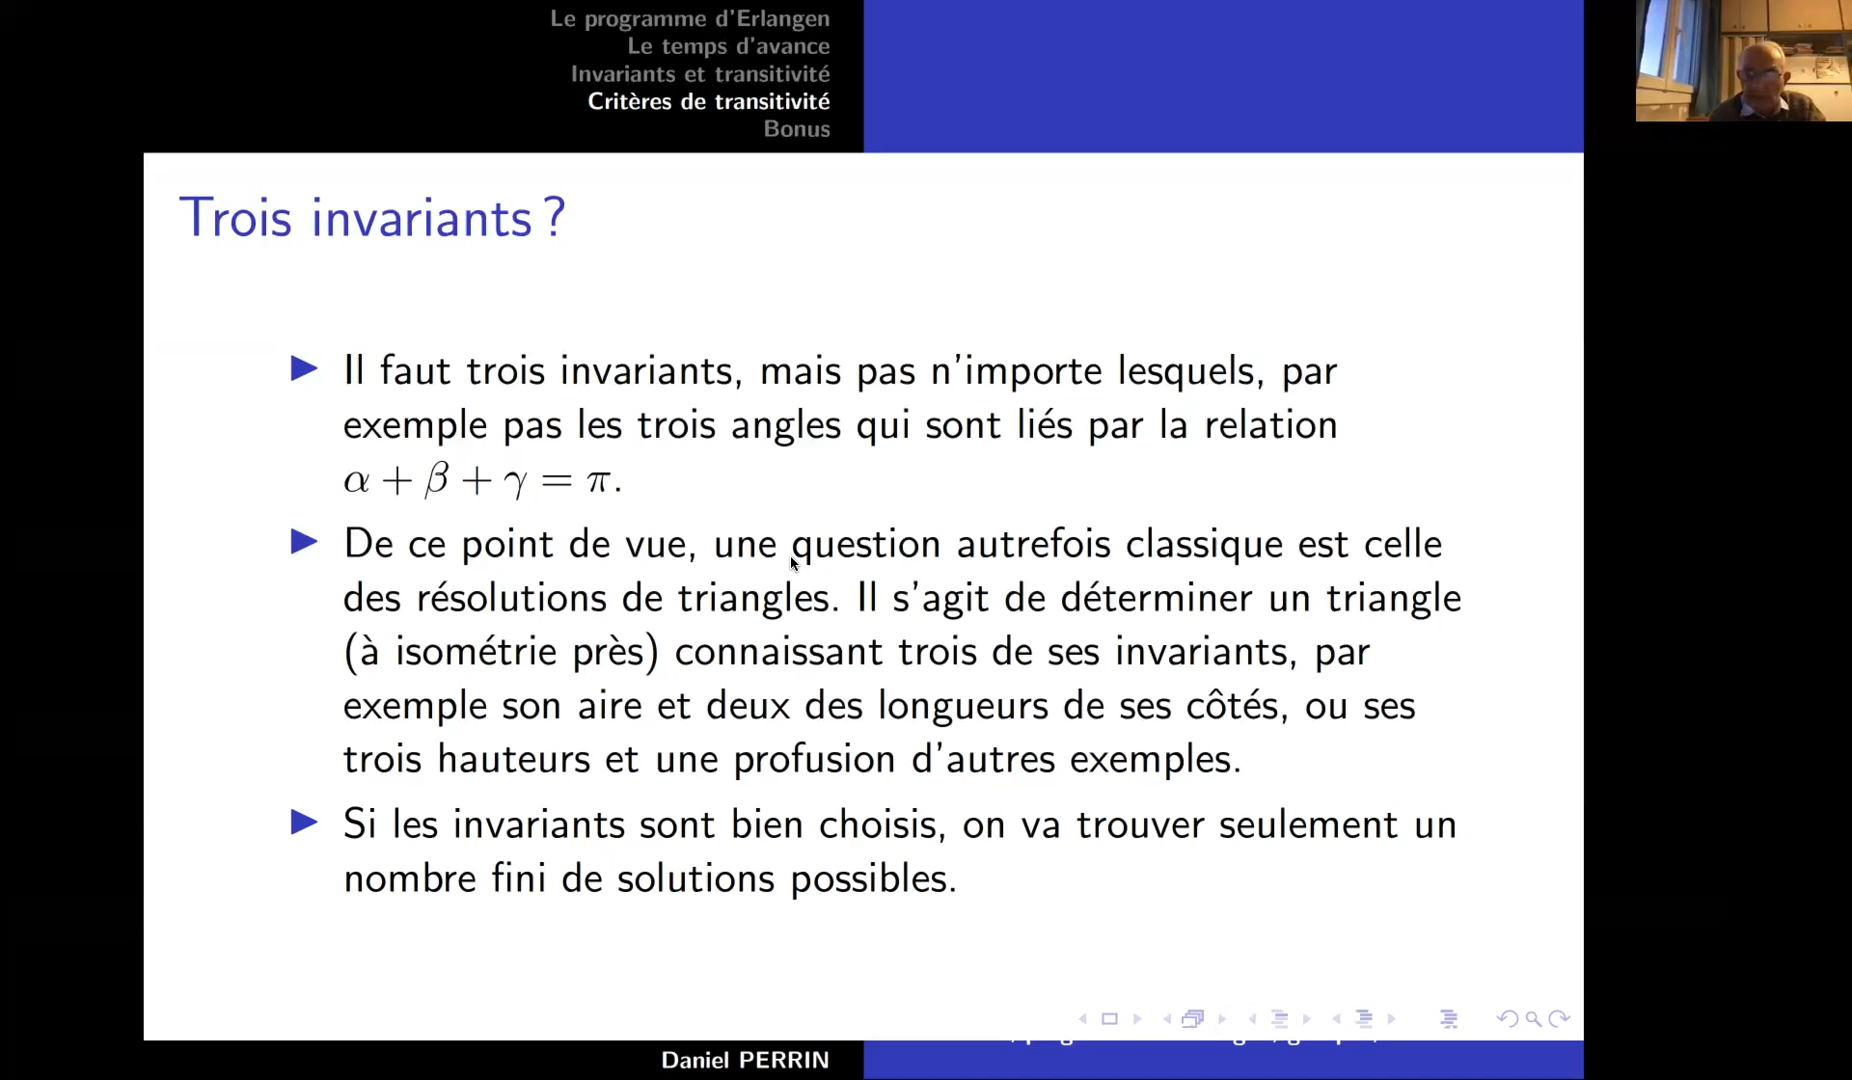 Le programme d'Erlangen
Le temps d'avance
Invariants et transitivité
Critères de transitivité
Bonus
Trois invariants ?
Il faut trois invariants, mais pas n'importe lesquels, par
exemple pas les trois angles qui sont liés par la relation
α + β + γ = π.
De ce point de vue, une question autrefois classique est celle
des résolutions de triangles. Il s'agit de déterminer un triangle
(à isométrie près) connaissant trois de ses invariants, par
exemple son aire et deux des longueurs de ses côtés, ou ses
trois hauteurs et une profusion d'autres exemples.
Si les invariants sont bien choisis, on va trouver seulement un
nombre fini de solutions possibles.
Daniel PERRIN